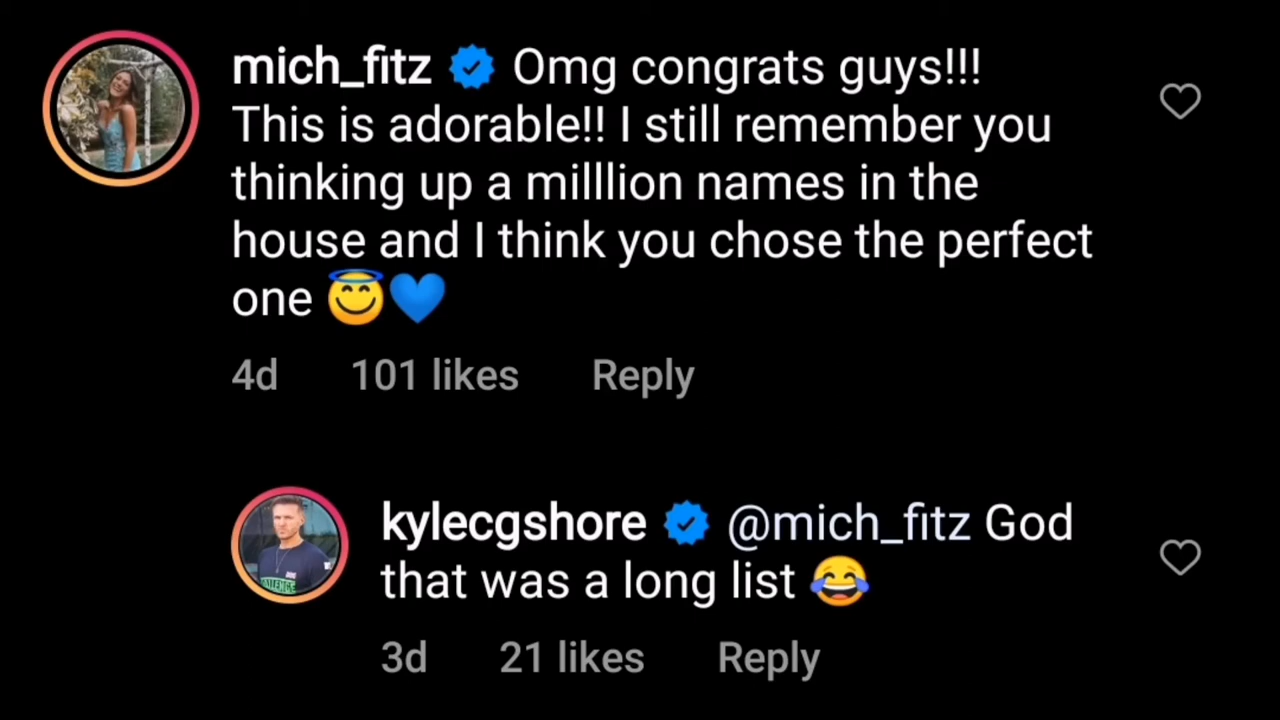 mich_fitz Omg congrats guys!!!
This is adorable!! I still remember you
thinking up a milllion names in the
house and I think you chose the perfect
one 😇💙
4d 101 likes Reply
kylecgshore @mich_fitz God
that was a long list 😂
3d 21 likes Reply